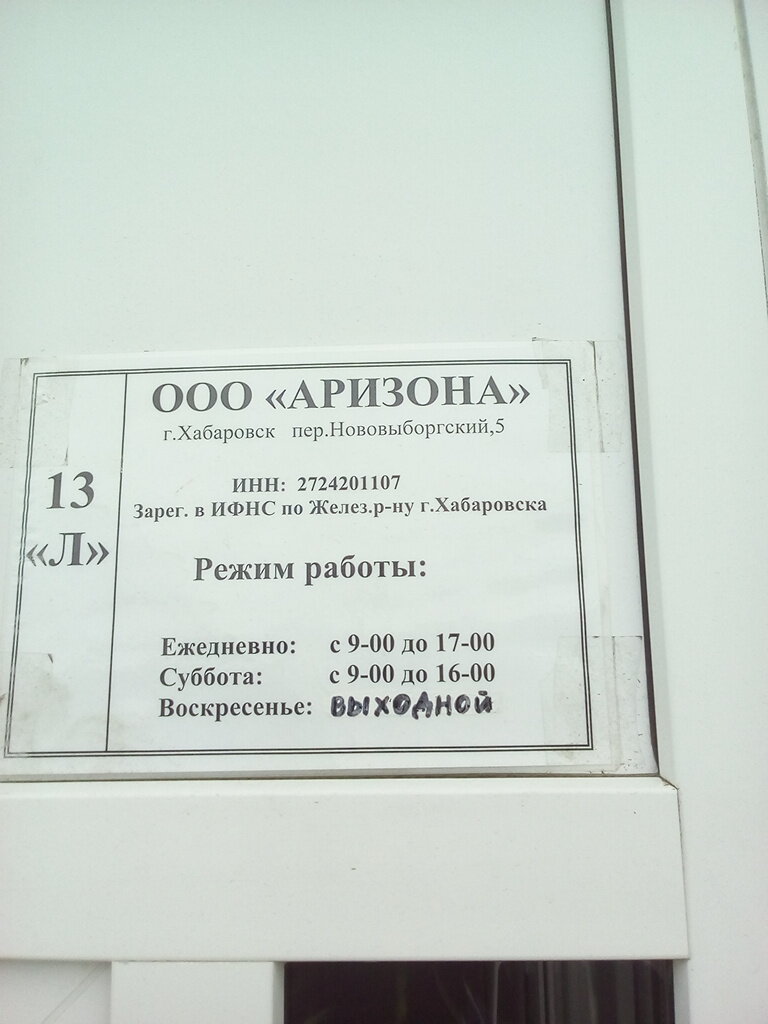 13
«Л»
ООО «АРИЗОНА»
г.Хабаровск пер.Нововыборгский,5
ИНН: 2724201107
Зарег. в ИФНС по Желез.р-ну г.Хабаровска
Режим работы:
Ежедневно: с 9-00 до 17-00
Суббота: с 9-00 до 16-00
Воскресенье: ВЫХОДНОЙ